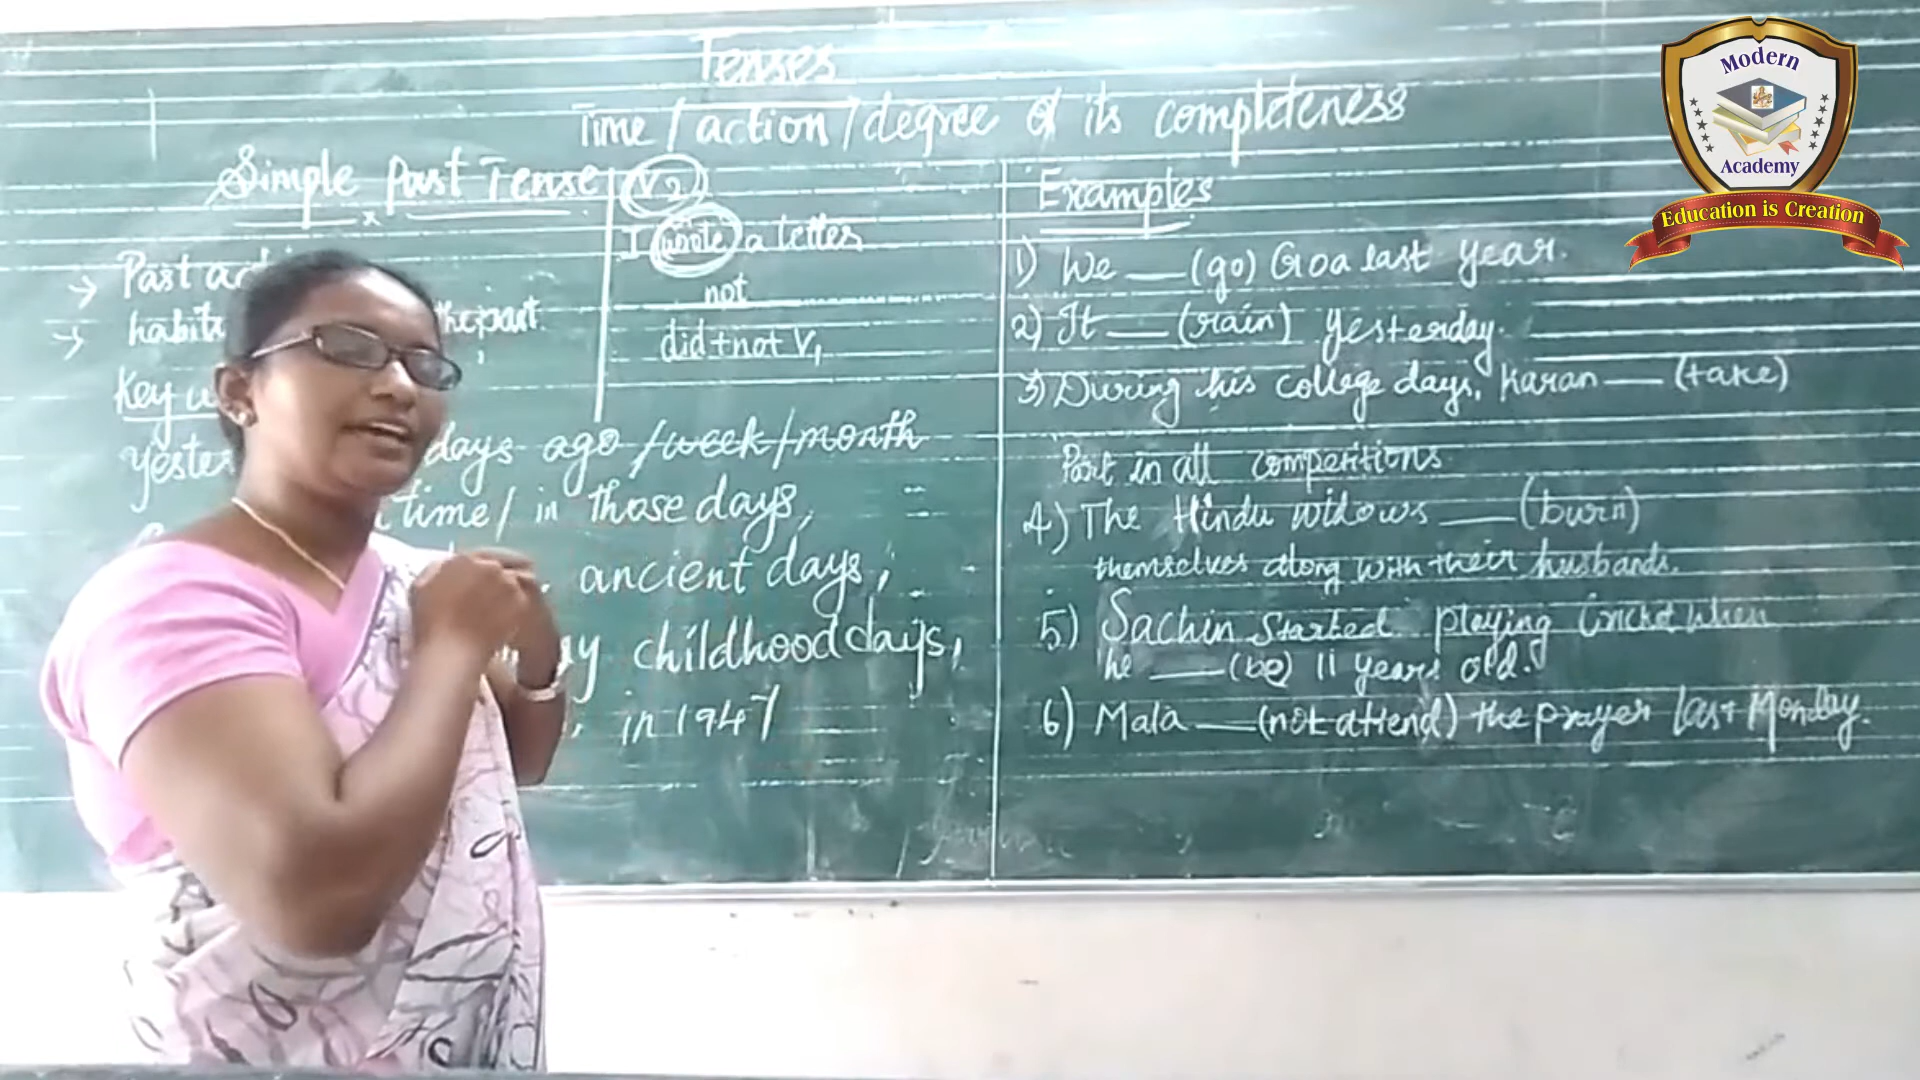 Tenses
Time / action / degree of its completeness
Simple Past Tense
V2
I wrote a letter
not
did + not V1
→ Past
→ the past.
Key
days ago / week / month
time / in those days,
ancient days,
childhood days,
in 1947
Examples
1) We ___ (go) Goa last year.
2) It ___ (rain) yesterday.
3) During his college days, Karan ___ (take)
Part in all competitions.
4) The Hindu widows ___ (burn)
themselves along with their husbands.
5) Sachin started playing Cricket when
he ___ (be) 11 years old.
6) Mala ___ (not attend) the prayer last Monday.
Modern
Academy
Education is Creation